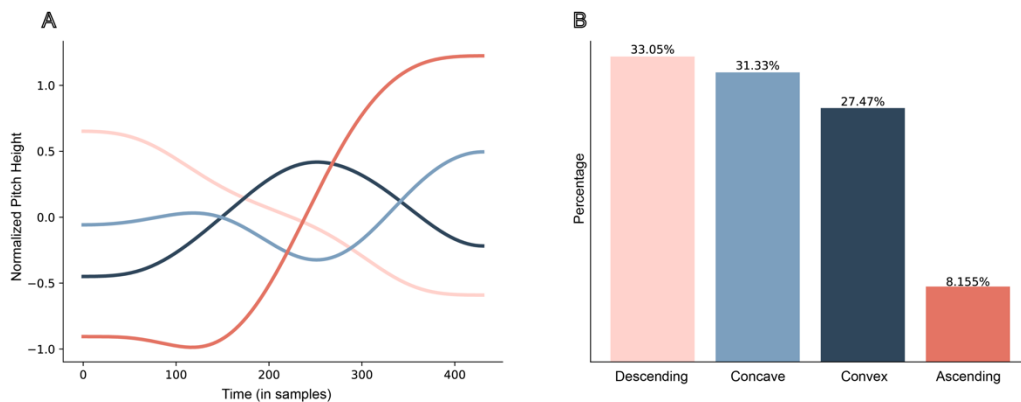 A
Normalized Pitch Height
1.0
0.5
0.0
−0.5
−1.0
0 100 200 300 400
Time (in samples)
B
Percentage
33.05%
31.33%
27.47%
8.155%
Descending Concave Convex Ascending